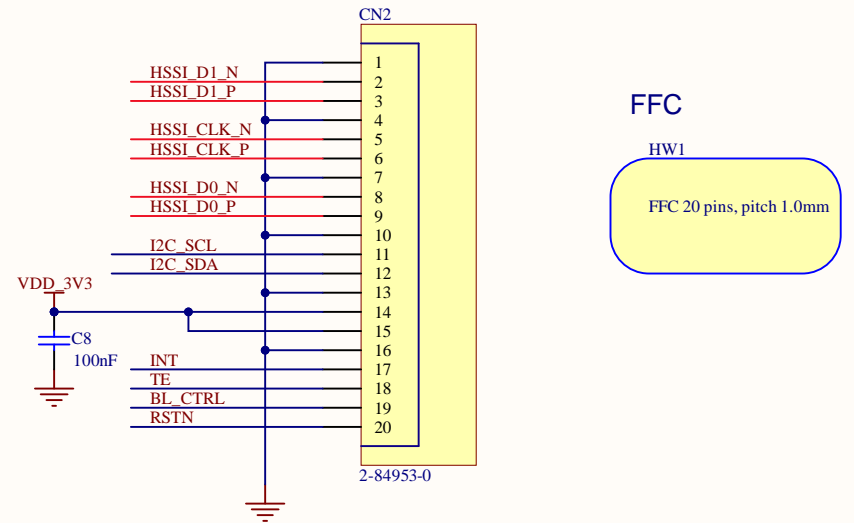 CN2
1
HSSI_D1_N 2
HSSI_D1_P 3
4
HSSI_CLK_N 5
HSSI_CLK_P 6
7
HSSI_D0_N 8
HSSI_D0_P 9
10
I2C_SCL 11
I2C_SDA 12
13
VDD_3V3
14
15
C8
100nF
16
INT 17
TE 18
BL_CTRL 19
RSTN 20
2-84953-0
FFC
HW1
FFC 20 pins, pitch 1.0mm